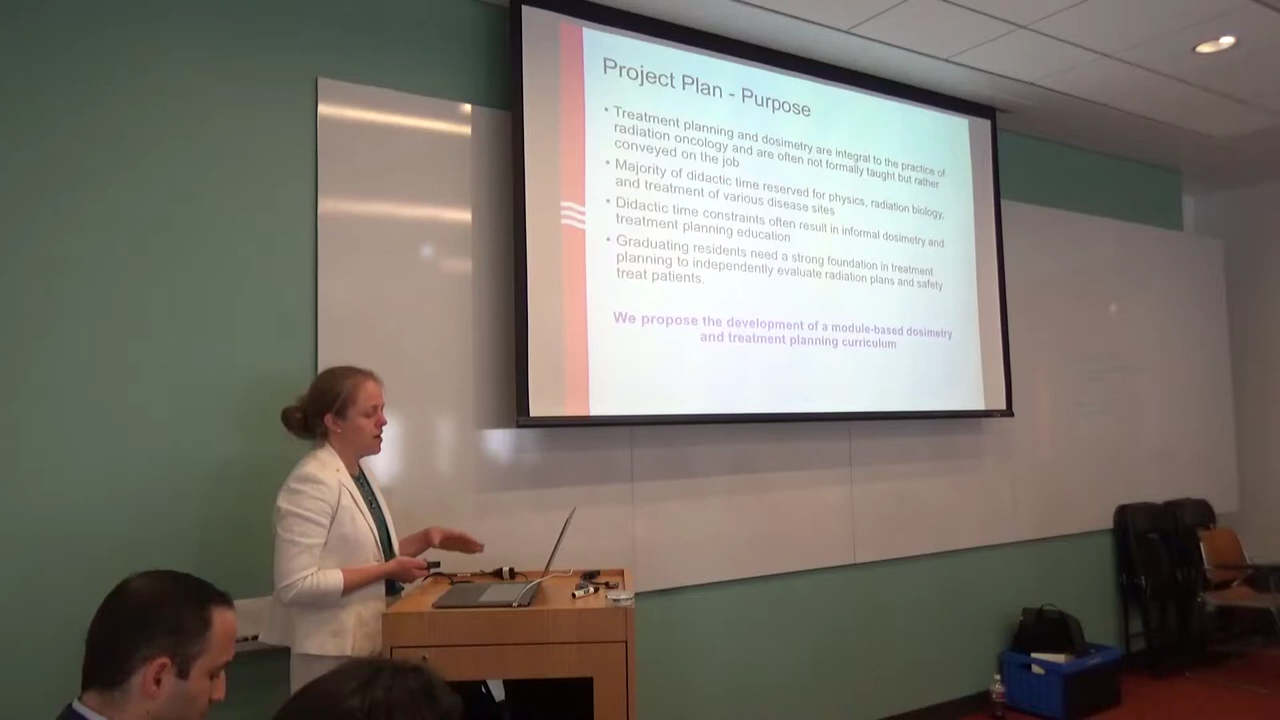 Project Plan - Purpose
• Treatment planning and dosimetry are integral to the practice of
radiation oncology and are often not formally taught but rather
conveyed on the job
• Majority of didactic time reserved for physics, radiation biology,
and treatment of various disease sites
• Didactic time constraints often result in informal dosimetry and
treatment planning education
• Graduating residents need a strong foundation in treatment
planning to independently evaluate radiation plans and safety
treat patients.
We propose the development of a module-based dosimetry
and treatment planning curriculum